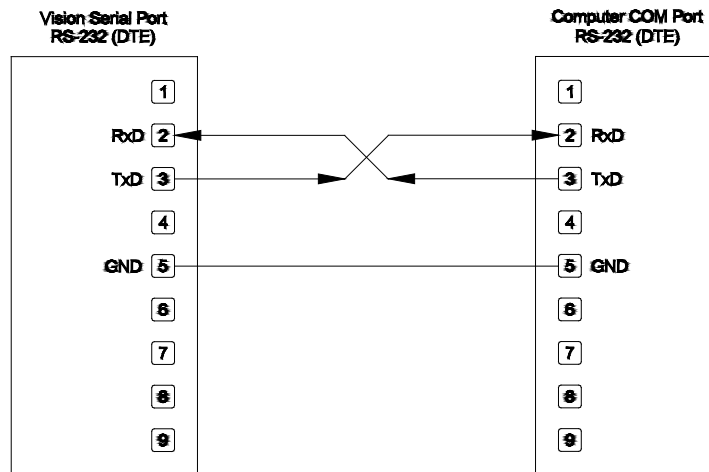 Vision Serial Port
RS-232 (DTE)
Computer COM Port
RS-232 (DTE)
1
1
RxD 2
2 RxD
TxD 3
3 TxD
4
4
GND 5
5 GND
6
6
7
7
8
8
9
9